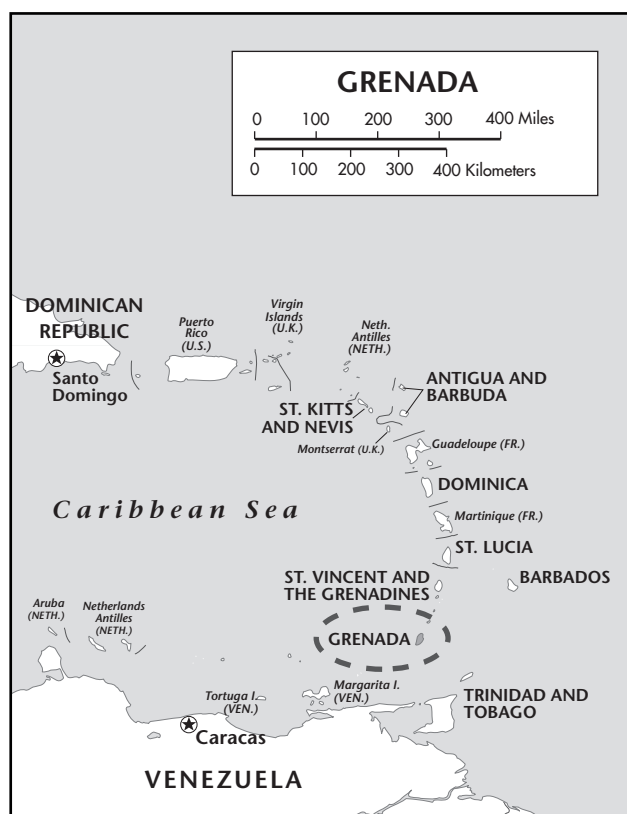 GRENADA
0 100 200 300 400 Miles
0 100 200 300 400 Kilometers
DOMINICAN
REPUBLIC
Santo
Domingo
Puerto
Rico
(U.S.)
Virgin
Islands
(U.K.)
Neth.
Antilles
(NETH.)
ANTIGUA AND
BARBUDA
ST. KITTS
AND NEVIS
Montserrat (U.K.)
Guadeloupe (FR.)
DOMINICA
Caribbean Sea
Martinique (FR.)
ST. LUCIA
ST. VINCENT AND
THE GRENADINES
BARBADOS
Aruba
(NETH.)
Netherlands
Antilles
(NETH.)
GRENADA
Tortuga I.
(VEN.)
Margarita I.
(VEN.)
TRINIDAD AND
TOBAGO
Caracas
VENEZUELA